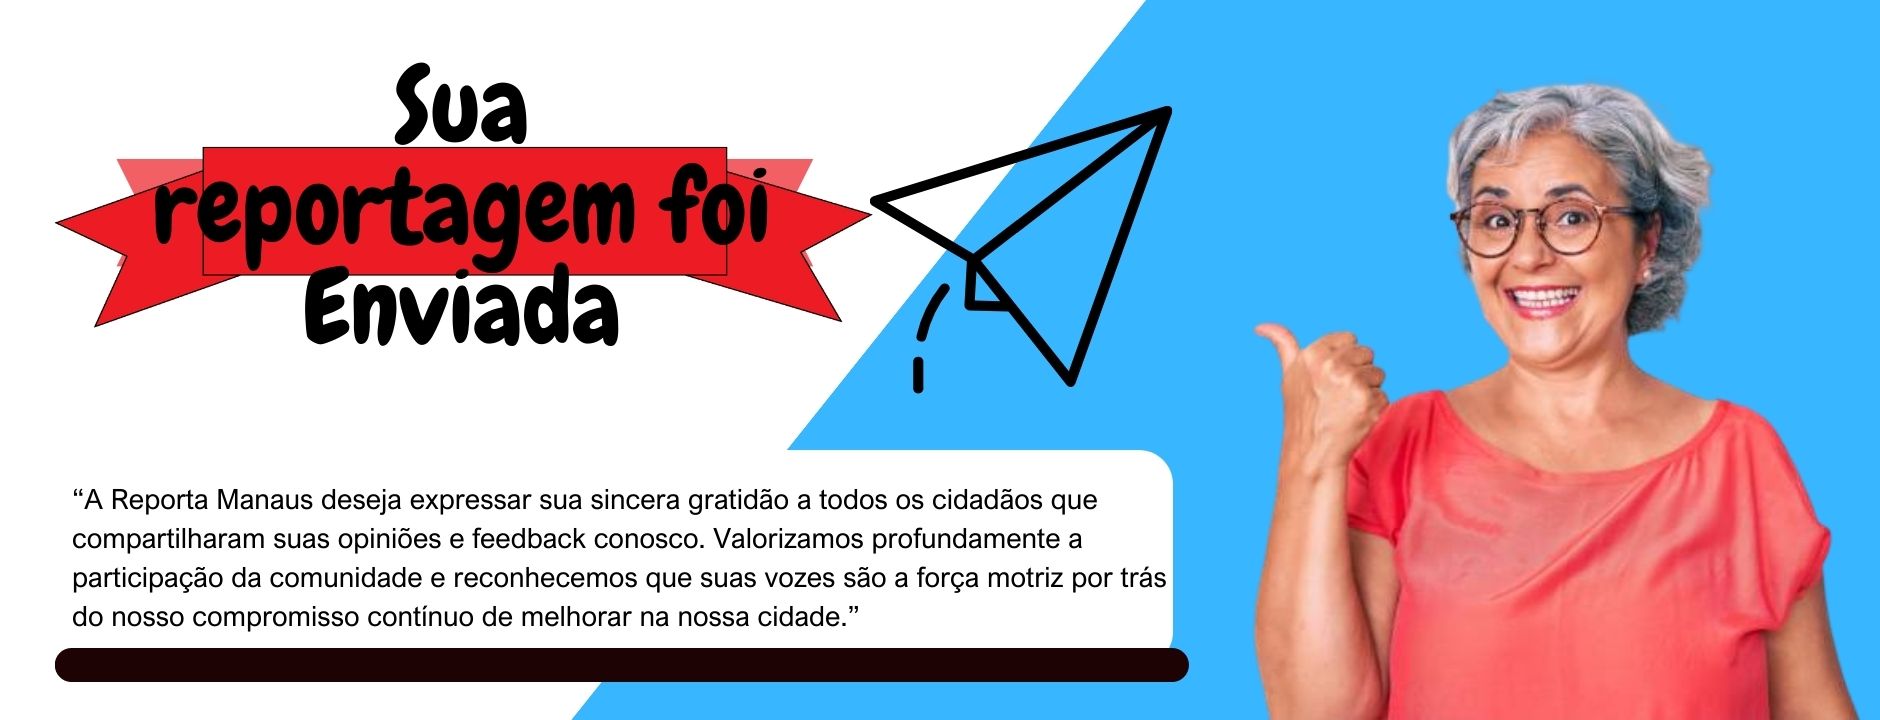 Sua
reportagem foi
Enviada
“A Reporta Manaus deseja expressar sua sincera gratidão a todos os cidadãos que
compartilharam suas opiniões e feedback conosco. Valorizamos profundamente a
participação da comunidade e reconhecemos que suas vozes são a força motriz por trás
do nosso compromisso contínuo de melhorar na nossa cidade.”